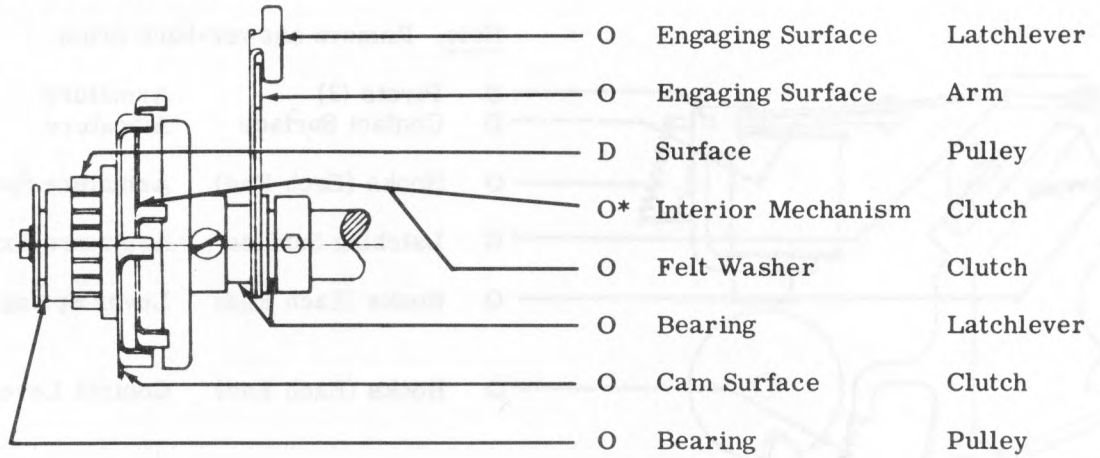 O Engaging Surface Latchlever
O Engaging Surface Arm
D Surface Pulley
O* Interior Mechanism Clutch
O Felt Washer Clutch
O Bearing Latchlever
O Cam Surface Clutch
O Bearing Pulley